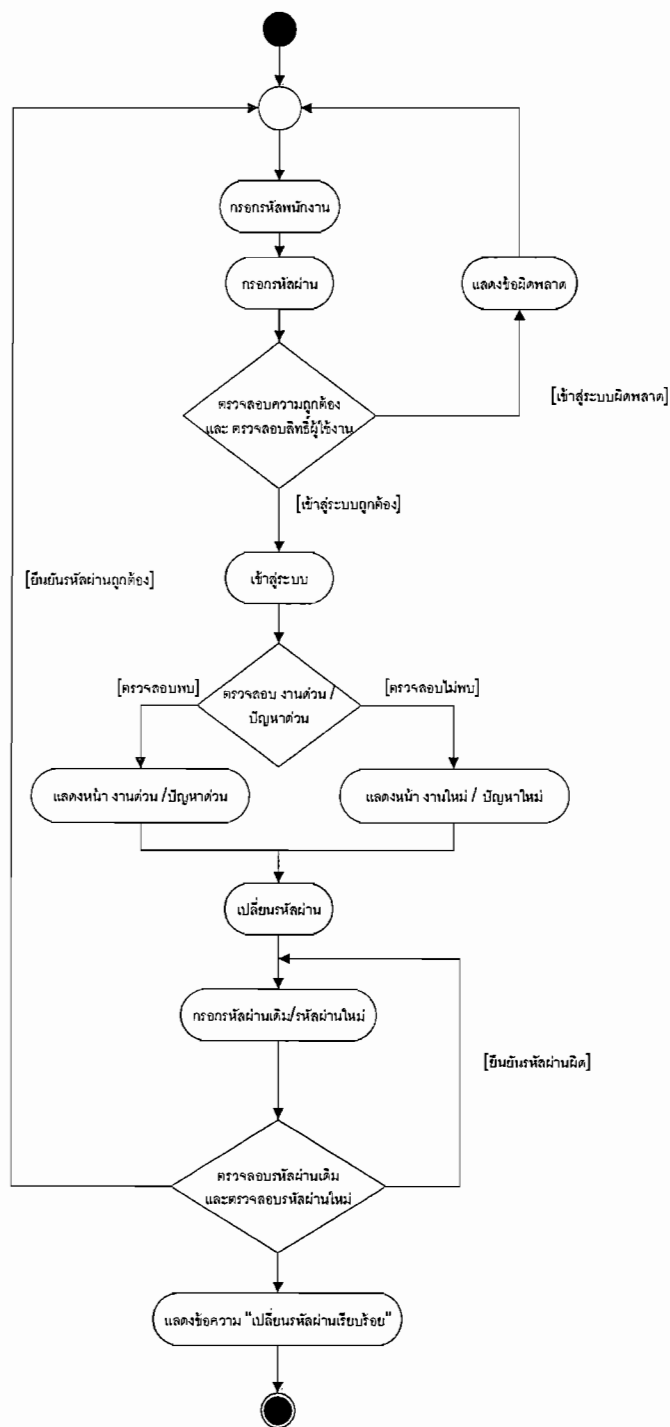 กรอกรหัสพนักงาน
กรอกรหัสผ่าน
แสดงข้อผิดพลาด
ตรวจสอบความถูกต้อง
และ ตรวจสอบสิทธิ์ผู้ใช้งาน
[เข้าสู่ระบบผิดพลาด]
[เข้าสู่ระบบถูกต้อง]
เข้าสู่ระบบ
[ยืนยันรหัสผ่านถูกต้อง]
[ตรวจสอบพบ]
ตรวจสอบ งานด่วน /
ปัญหาด่วน
[ตรวจสอบไม่พบ]
แสดงหน้า งานด่วน /ปัญหาด่วน
แสดงหน้า งานใหม่ / ปัญหาใหม่
เปลี่ยนรหัสผ่าน
กรอกรหัสผ่านเดิม/รหัสผ่านใหม่
[ยืนยันรหัสผ่านผิด]
ตรวจสอบรหัสผ่านเดิม
และตรวจสอบรหัสผ่านใหม่
แสดงข้อความ "เปลี่ยนรหัสผ่านเรียบร้อย"